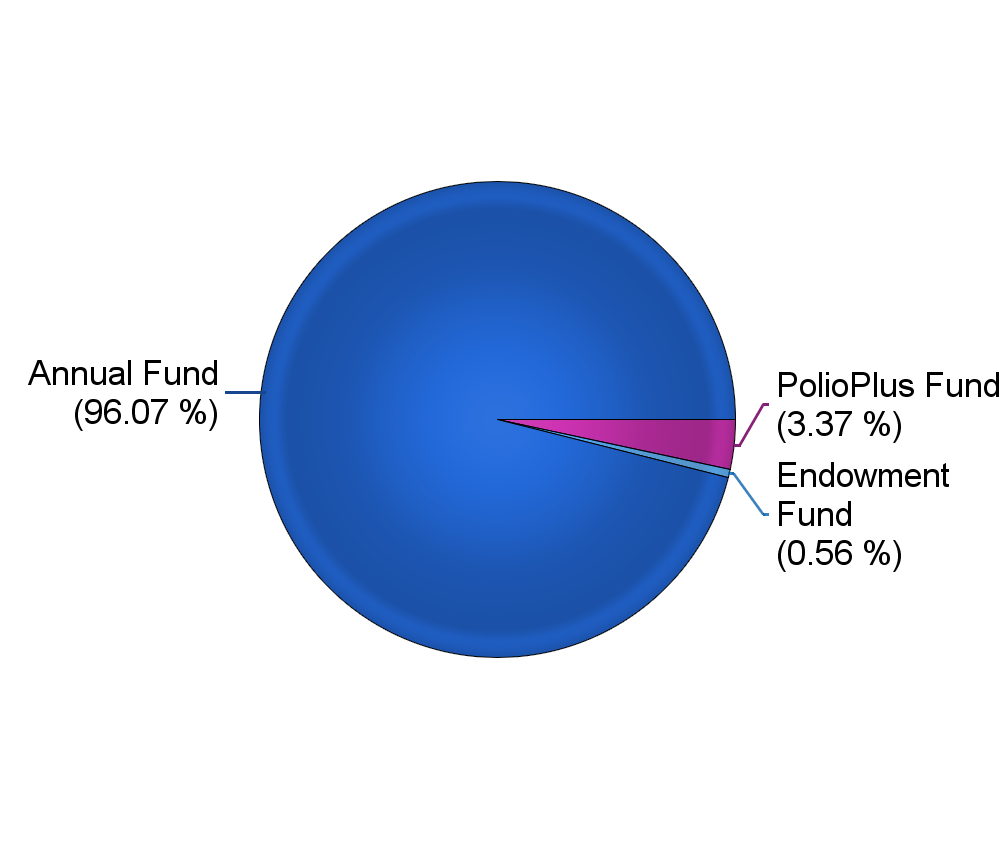 Annual Fund
(96.07 %)
PolioPlus Fund
(3.37 %)
Endowment
Fund
(0.56 %)